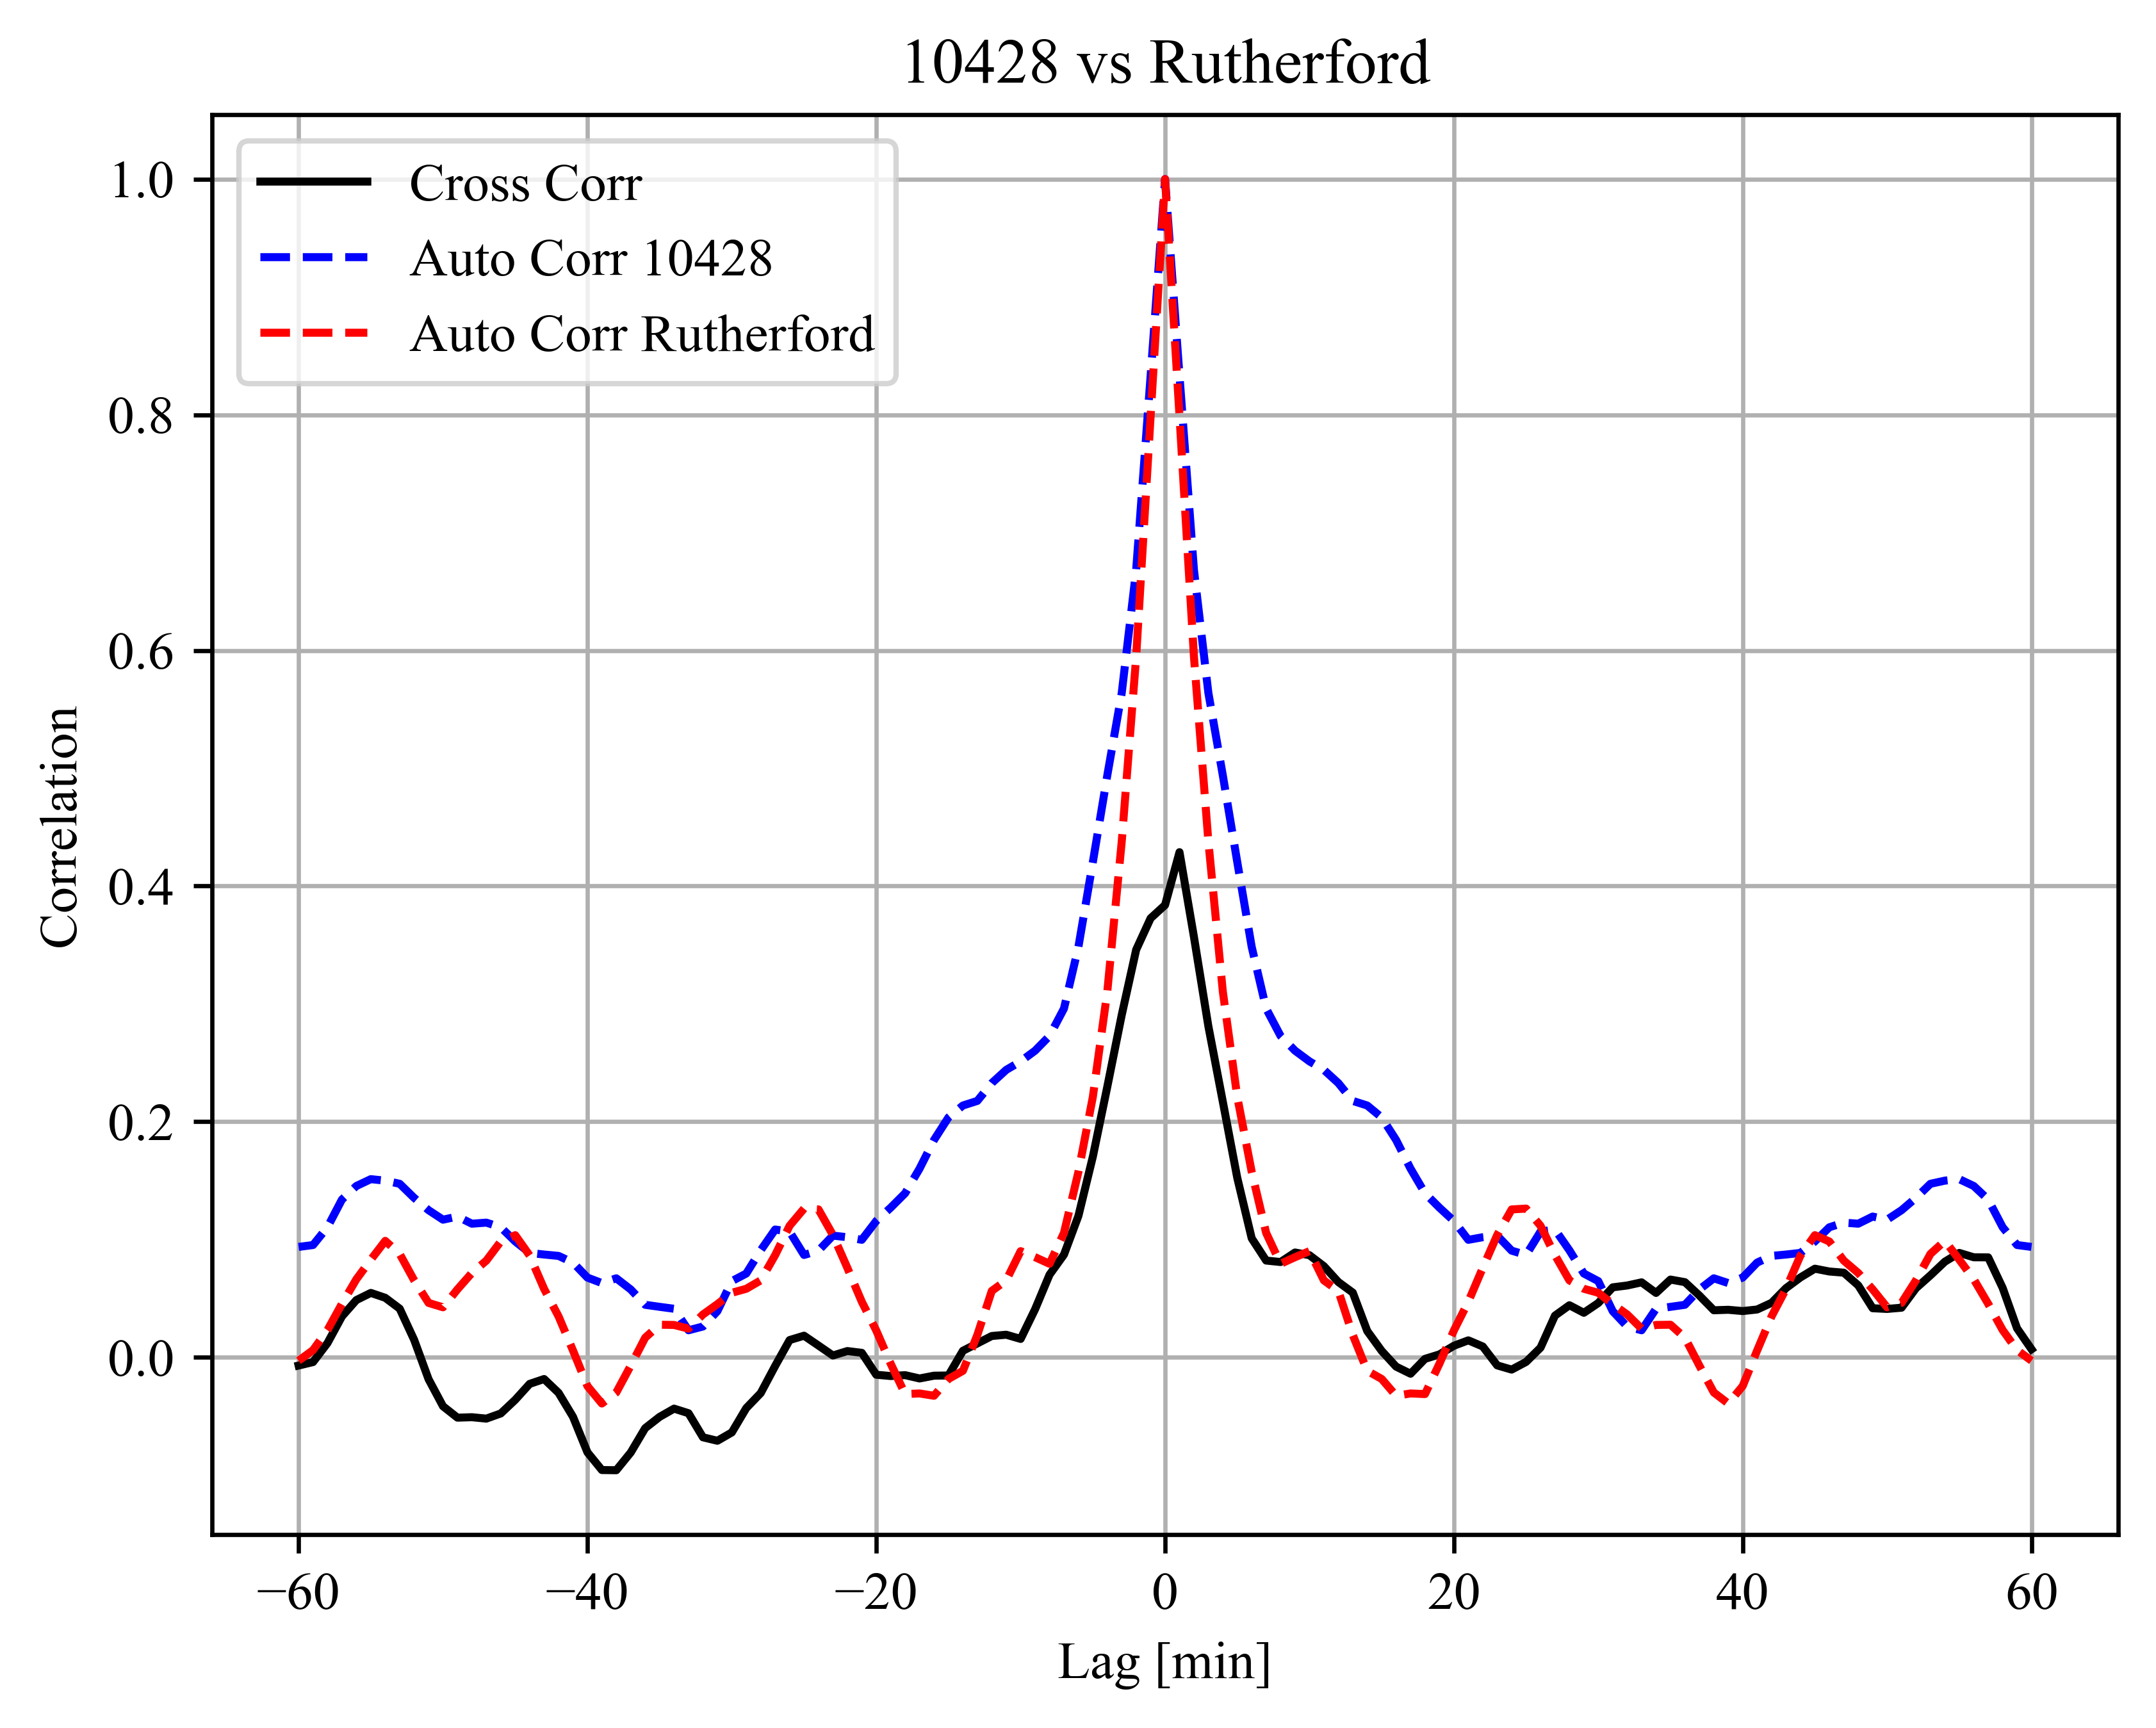 10428 vs Rutherford
Cross Corr
Auto Corr 10428
Auto Corr Rutherford
1.0
0.8
0.6
0.4
0.2
0.0
Correlation
−60 −40 −20 0 20 40 60
Lag [min]